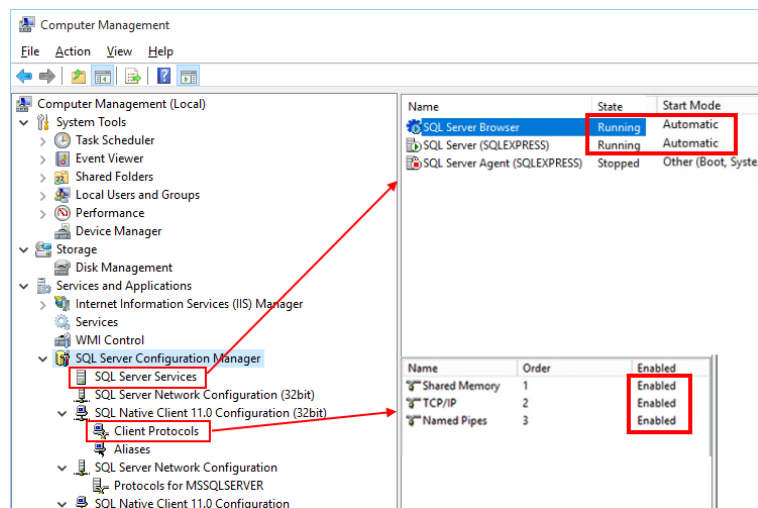 Computer Management
File Action View Help
Computer Management (Local)
System Tools
Task Scheduler
Event Viewer
Shared Folders
Local Users and Groups
Performance
Device Manager
Storage
Disk Management
Services and Applications
Internet Information Services (IIS) Manager
Services
WMI Control
SQL Server Configuration Manager
SQL Server Services
SQL Server Network Configuration (32bit)
SQL Native Client 11.0 Configuration (32bit)
Client Protocols
Aliases
SQL Server Network Configuration
Protocols for MSSQLSERVER
SQL Native Client 11.0 Configuration
Name State Start Mode
SQL Server Browser Running Automatic
SQL Server (SQLEXPRESS) Running Automatic
SQL Server Agent (SQLEXPRESS) Stopped Other (Boot, Syste
Name Order Enabled
Shared Memory 1 Enabled
TCP/IP 2 Enabled
Named Pipes 3 Enabled